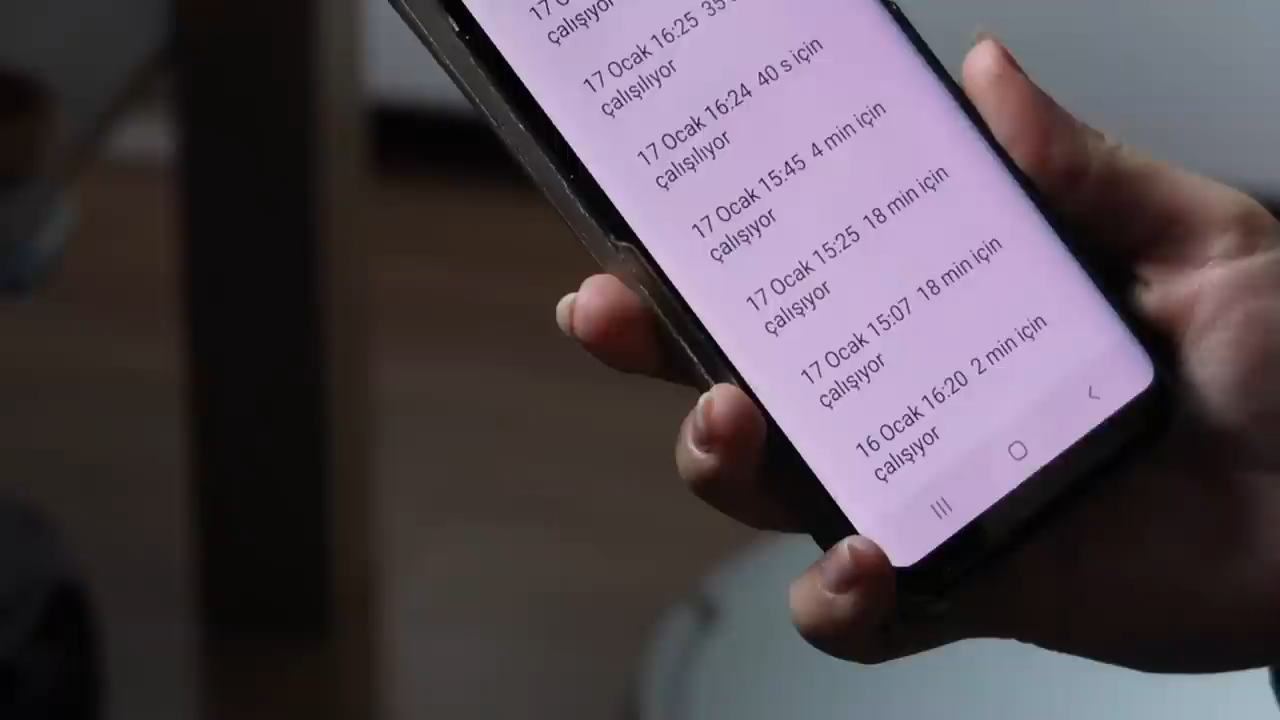 çalışıyor
17 Ocak 16:25
çalışılıyor
17 Ocak 16:24 40 s için
çalışılıyor
17 Ocak 15:45 4 min için
çalışıyor
17 Ocak 15:25 18 min için
çalışıyor
17 Ocak 15:07 18 min için
çalışıyor
16 Ocak 16:20 2 min için
çalışıyor